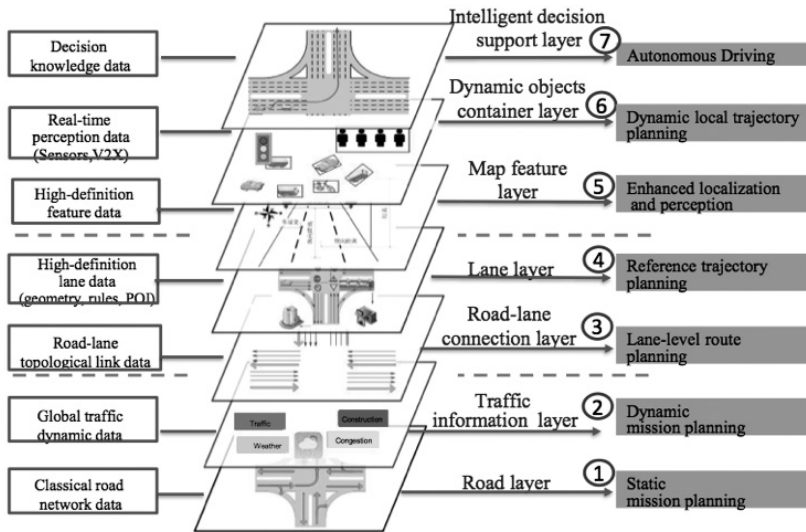 Decision
knowledge data
Intelligent decision
support layer
7
Autonomous Driving
Real-time
perception data
(Sensors,V2X)
Dynamic objects
container layer
6
Dynamic local trajectory
planning
High-definition
feature data
Map feature
layer
5
Enhanced localization
and perception
High-definition
lane data
(geometry, rules, POI)
Lane layer
4
Reference trajectory
planning
Road-lane
topological link data
Road-lane
connection layer
3
Lane-level route
planning
Global traffic
dynamic data
Traffic
Construction
Weather
Congestion
Traffic
information layer
2
Dynamic
mission planning
Classical road
network data
Road layer
1
Static
mission planning